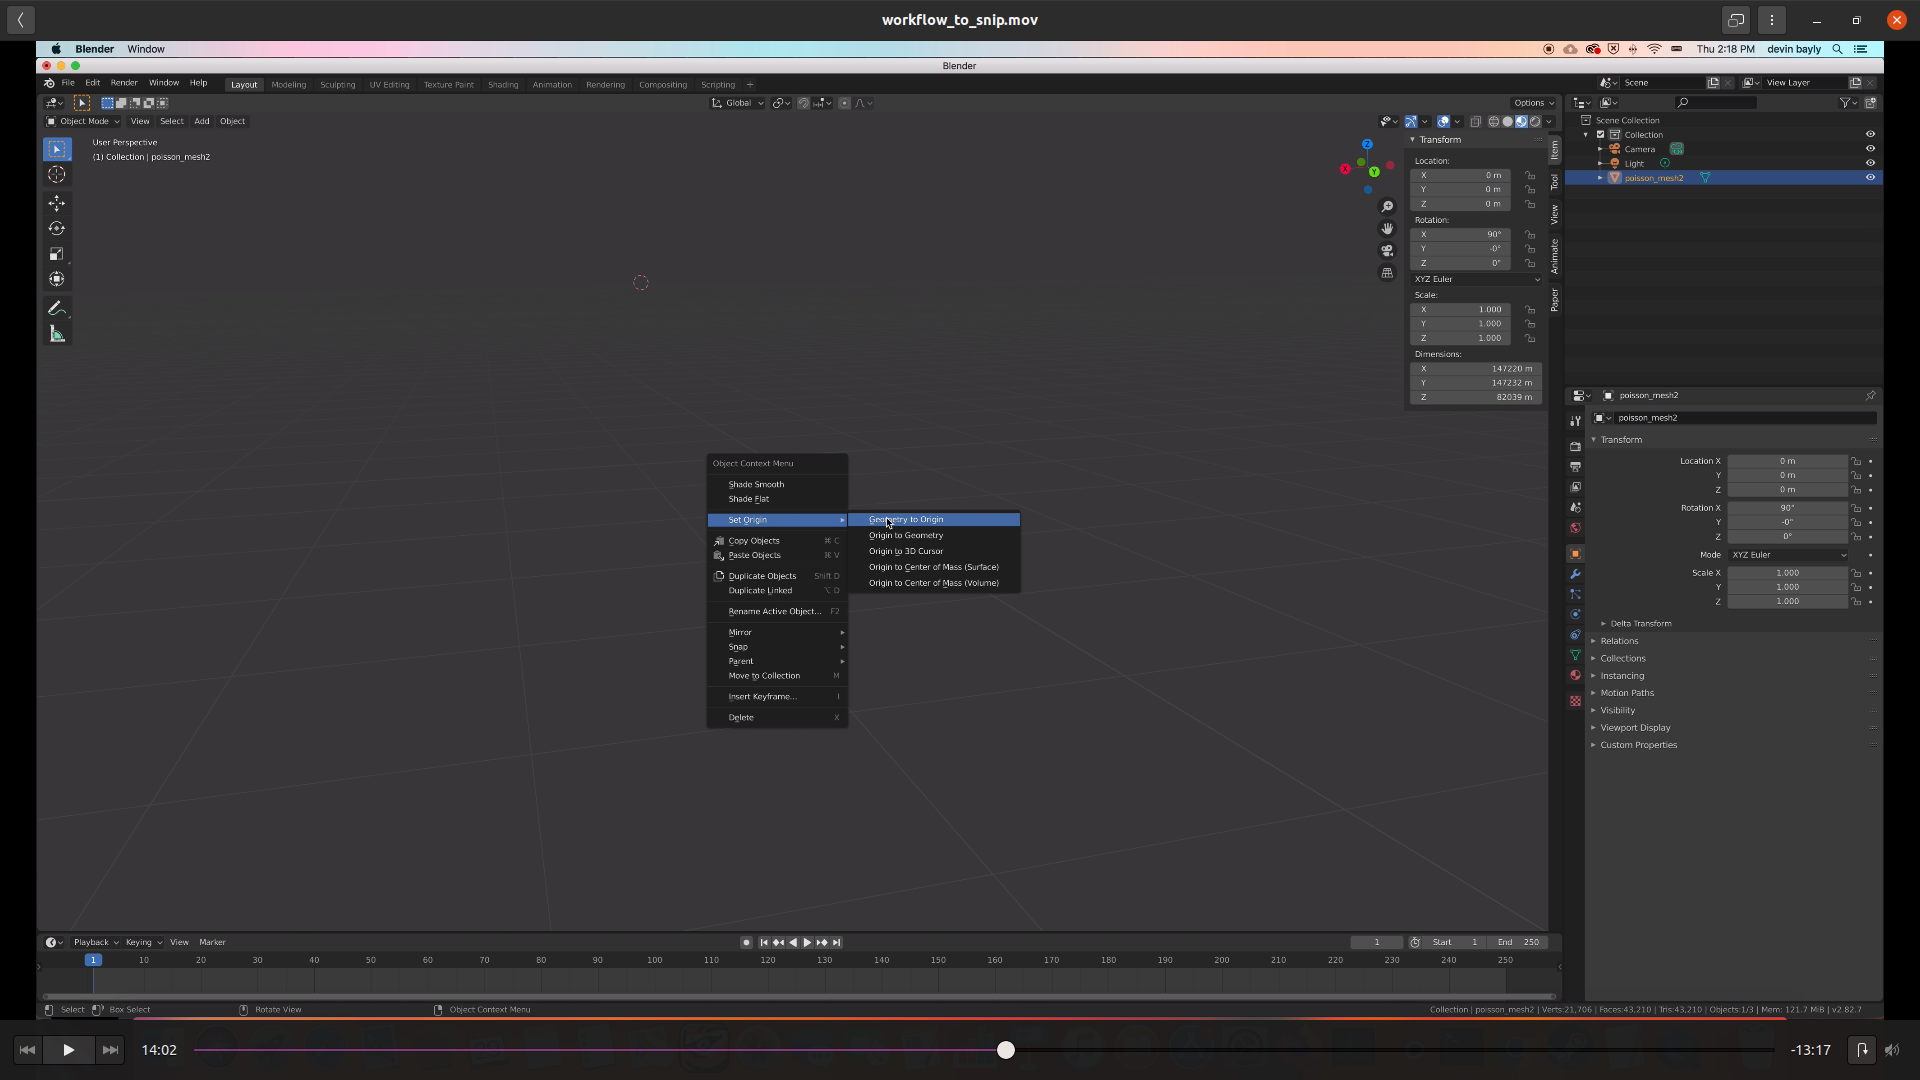 workflow_to_snip.mov
Blender Window
Thu 2:18 PM devin bayly
Blender
File Edit Render Window Help
Layout Modeling Sculpting UV Editing Texture Paint Shading Animation Rendering Compositing Scripting +
Scene
View Layer
Global
Options
Object Mode View Select Add Object
User Perspective
(1) Collection | poisson_mesh2
Z
X
Y
Transform
Location:
X 0 m
Y 0 m
Z 0 m
Rotation:
X 90°
Y -0°
Z 0°
XYZ Euler
Scale:
X 1.000
Y 1.000
Z 1.000
Dimensions:
X 147220 m
Y 147232 m
Z 82039 m
Item
Tool
View
Animate
Paper
Scene Collection
Collection
Camera
Light
poisson_mesh2
Object Context Menu
Shade Smooth
Shade Flat
Set Origin
Copy Objects ⌘ C
Paste Objects ⌘ V
Duplicate Objects Shift D
Duplicate Linked ⌥ D
Rename Active Object... F2
Mirror
Snap
Parent
Move to Collection M
Insert Keyframe... I
Delete X
Geometry to Origin
Origin to Geometry
Origin to 3D Cursor
Origin to Center of Mass (Surface)
Origin to Center of Mass (Volume)
poisson_mesh2
poisson_mesh2
Transform
Location X 0 m
Y 0 m
Z 0 m
Rotation X 90°
Y -0°
Z 0°
Mode XYZ Euler
Scale X 1.000
Y 1.000
Z 1.000
Delta Transform
Relations
Collections
Instancing
Motion Paths
Visibility
Viewport Display
Custom Properties
Playback Keying View Marker
1 Start 1 End 250
1 10 20 30 40 50 60 70 80 90 100 110 120 130 140 150 160 170 180 190 200 210 220 230 240 250
Select Box Select Rotate View Object Context Menu
Collection | poisson_mesh2 | Verts:21,706 | Faces:43,210 | Tris:43,210 | Objects:1/3 | Mem: 121.7 MiB | v2.82.7
14:02
-13:17